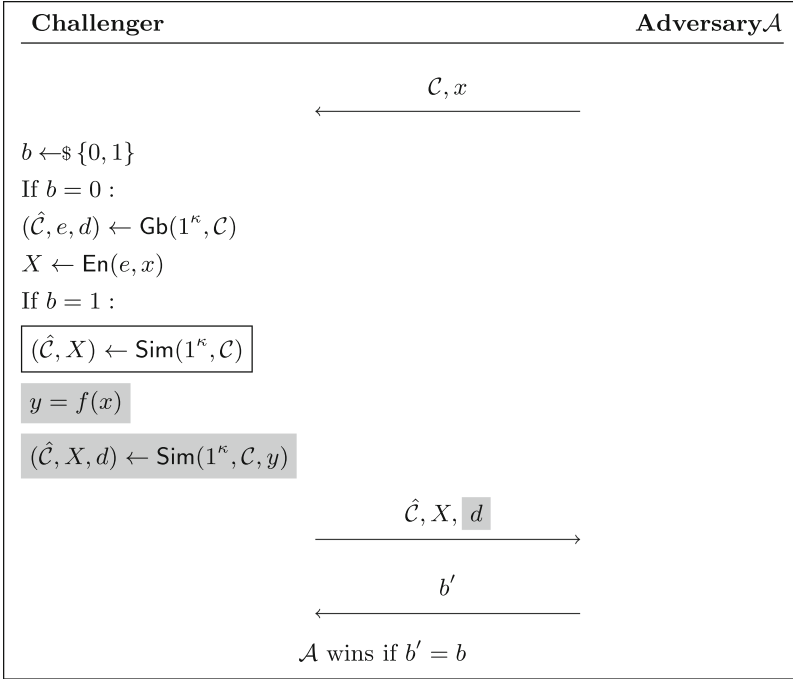 Challenger Adversary𝒜
𝒞, x
b ←$ {0, 1}
If b = 0 :
(𝒞̂, e, d) ← Gb(1^κ, 𝒞)
X ← En(e, x)
If b = 1 :
(𝒞̂, X) ← Sim(1^κ, 𝒞)
y = f(x)
(𝒞̂, X, d) ← Sim(1^κ, 𝒞, y)
𝒞̂, X, d
b′
𝒜 wins if b′ = b